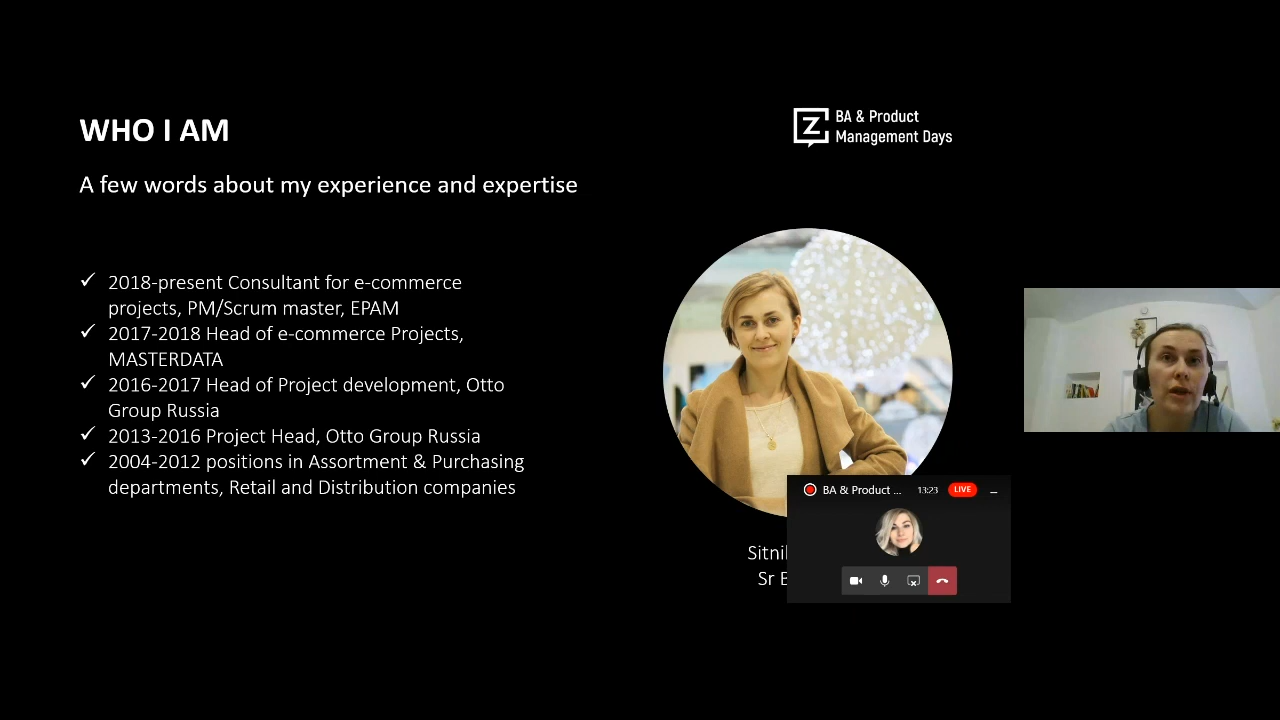 WHO I AM
BA & Product
Management Days
A few words about my experience and expertise
2018-present Consultant for e-commerce
projects, PM/Scrum master, EPAM
2017-2018 Head of e-commerce Projects,
MASTERDATA
2016-2017 Head of Project development, Otto
Group Russia
2013-2016 Project Head, Otto Group Russia
2004-2012 positions in Assortment & Purchasing
departments, Retail and Distribution companies
BA & Product ... 13:23 LIVE
Sr